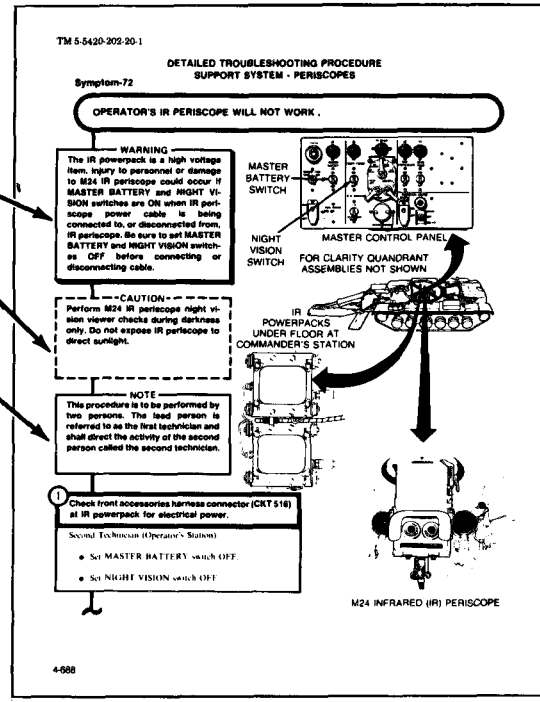 TM 5-5420-202-20-1
DETAILED TROUBLESHOOTING PROCEDURE
SUPPORT SYSTEM - PERISCOPES
Symptom-72
OPERATOR'S IR PERISCOPE WILL NOT WORK.
WARNING
The IR powerpack is a high voltage
item. Injury to personnel or damage
to M24 IR periscope could occur if
MASTER BATTERY and NIGHT VI-
SION switches are ON when IR peri-
scope power cable is being
connected to, or disconnected from,
IR periscope. Be sure to set MASTER
BATTERY and NIGHT VISION switch-
es OFF before connecting or
disconnecting cable.
CAUTION
Perform M24 IR periscope night vi-
sion viewer checks during darkness
only. Do not expose IR periscope to
direct sunlight.
NOTE
This procedure is to be performed by
two persons. The lead person is
referred to as the first technician and
shall direct the activity of the second
person called the second technician.
1
Check front accessories harness connector (CKT 516)
at IR powerpack for electrical power.
Second Technician (Operator's Station)
• Set MASTER BATTERY switch OFF.
• Set NIGHT VISION switch OFF
MASTER
BATTERY
SWITCH
NIGHT
VISION
SWITCH
MASTER CONTROL PANEL
FOR CLARITY QUANDRANT
ASSEMBLIES NOT SHOWN
IR
POWERPACKS
UNDER FLOOR AT
COMMANDER'S STATION
M24 INFRARED (IR) PERISCOPE
4-688